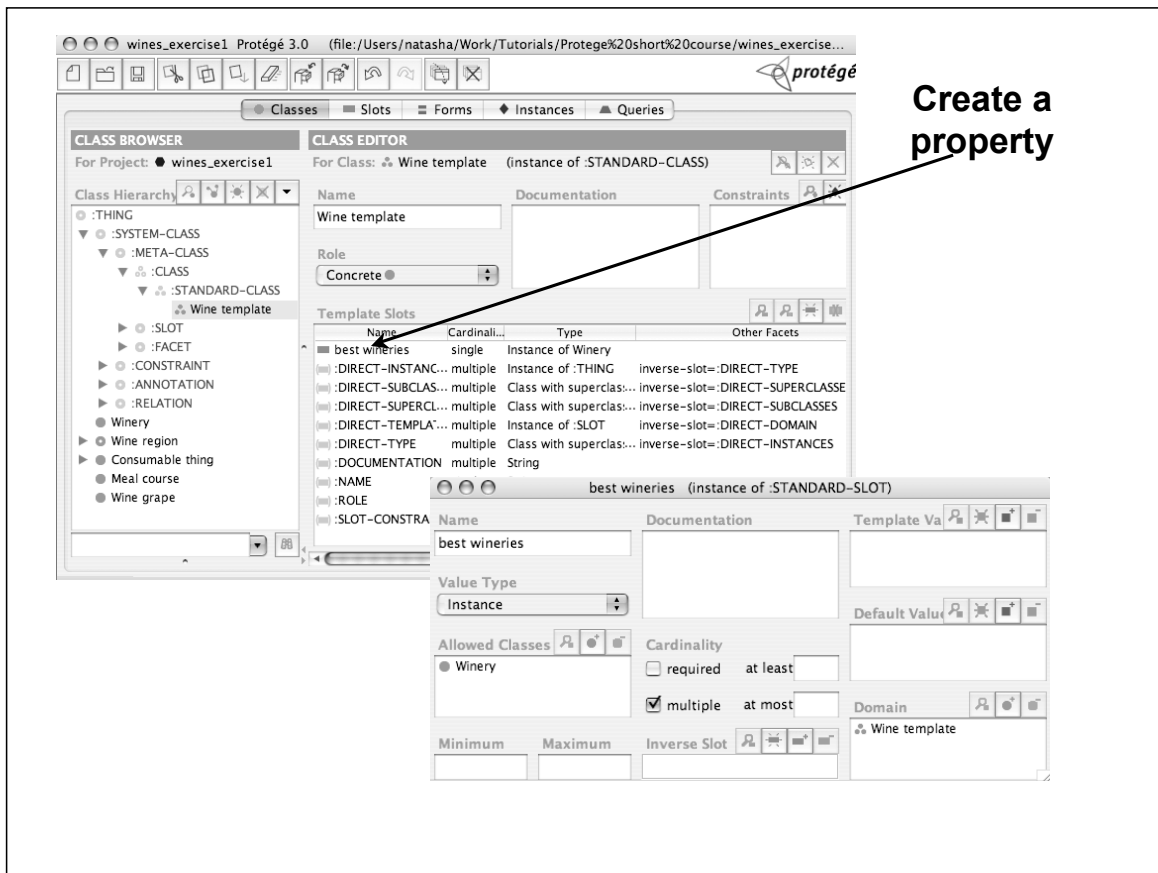 wines_exercise1 Protégé 3.0 (file:/Users/natasha/Work/Tutorials/Protege%20short%20course/wines_exercise...
protégé
Create a
property
Classes Slots Forms Instances Queries
CLASS BROWSER
For Project: wines_exercise1
Class Hierarchy
:THING
:SYSTEM-CLASS
:META-CLASS
:CLASS
:STANDARD-CLASS
Wine template
:SLOT
:FACET
:CONSTRAINT
:ANNOTATION
:RELATION
Winery
Wine region
Consumable thing
Meal course
Wine grape
CLASS EDITOR
For Class: Wine template (instance of :STANDARD-CLASS)
Name
Wine template
Documentation
Constraints
Role
Concrete
Template Slots
Name Cardinali... Type Other Facets
best wineries single Instance of Winery
:DIRECT-INSTANC... multiple Instance of :THING inverse-slot=:DIRECT-TYPE
:DIRECT-SUBCLAS... multiple Class with superclas... inverse-slot=:DIRECT-SUPERCLASSE
:DIRECT-SUPERCL... multiple Class with superclas... inverse-slot=:DIRECT-SUBCLASSES
:DIRECT-TEMPLAT... multiple Instance of :SLOT inverse-slot=:DIRECT-DOMAIN
:DIRECT-TYPE multiple Class with superclas... inverse-slot=:DIRECT-INSTANCES
:DOCUMENTATION multiple String
:NAME
:ROLE
:SLOT-CONSTRA
best wineries (instance of :STANDARD-SLOT)
Name
best wineries
Documentation
Template Va
Value Type
Instance
Default Value
Allowed Classes
Winery
Cardinality
required at least
multiple at most
Domain
Wine template
Minimum Maximum
Inverse Slot